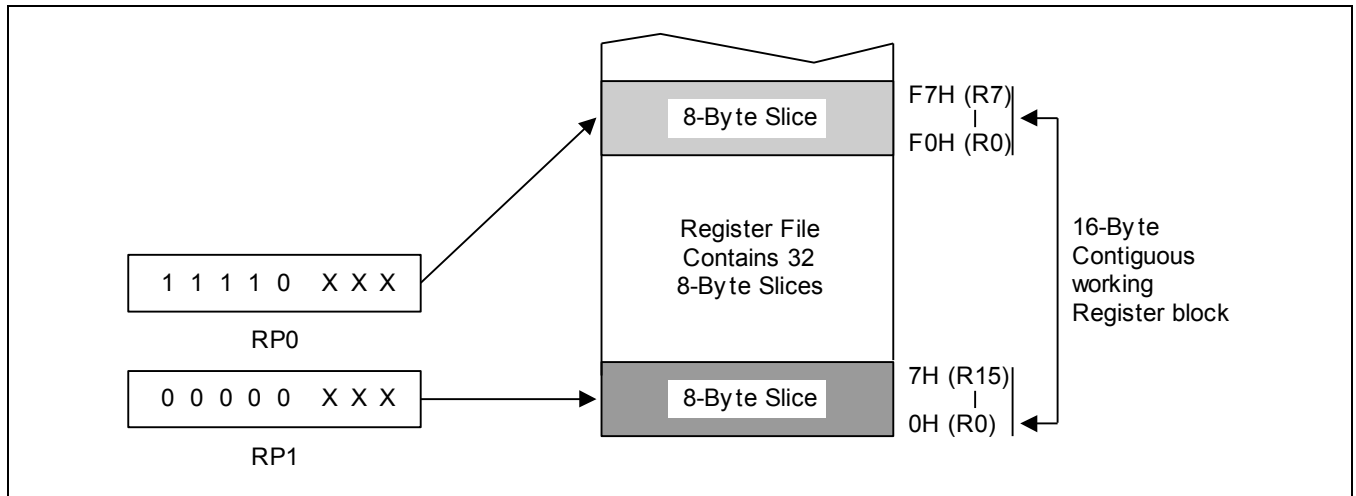 8-Byte Slice
F7H (R7)
F0H (R0)
Register File
Contains 32
8-Byte Slices
16-Byte
Contiguous
working
Register block
1 1 1 1 0 X X X
RP0
0 0 0 0 0 X X X
RP1
8-Byte Slice
7H (R15)
0H (R0)